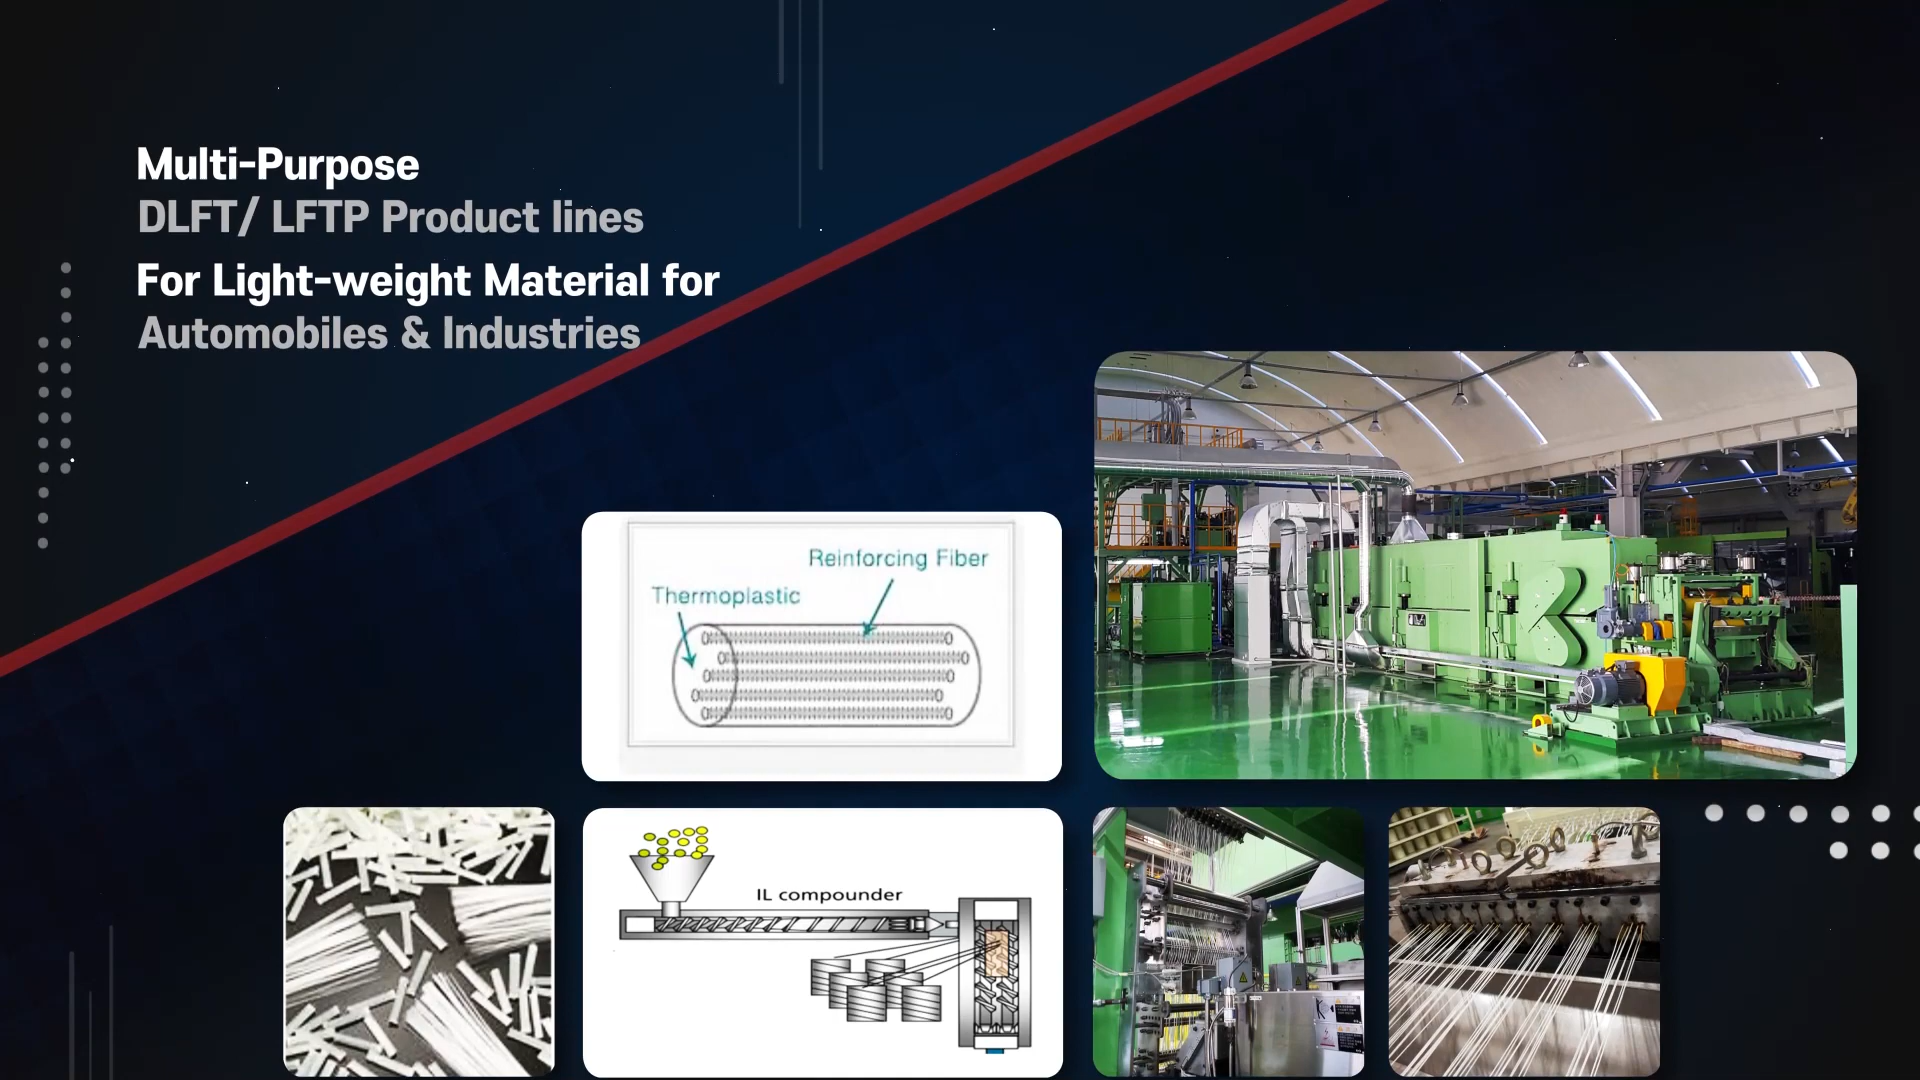 Multi-Purpose
DLFT/ LFTP Product lines
For Light-weight Material for
Automobiles & Industries
Reinforcing Fiber
Thermoplastic
IL compounder